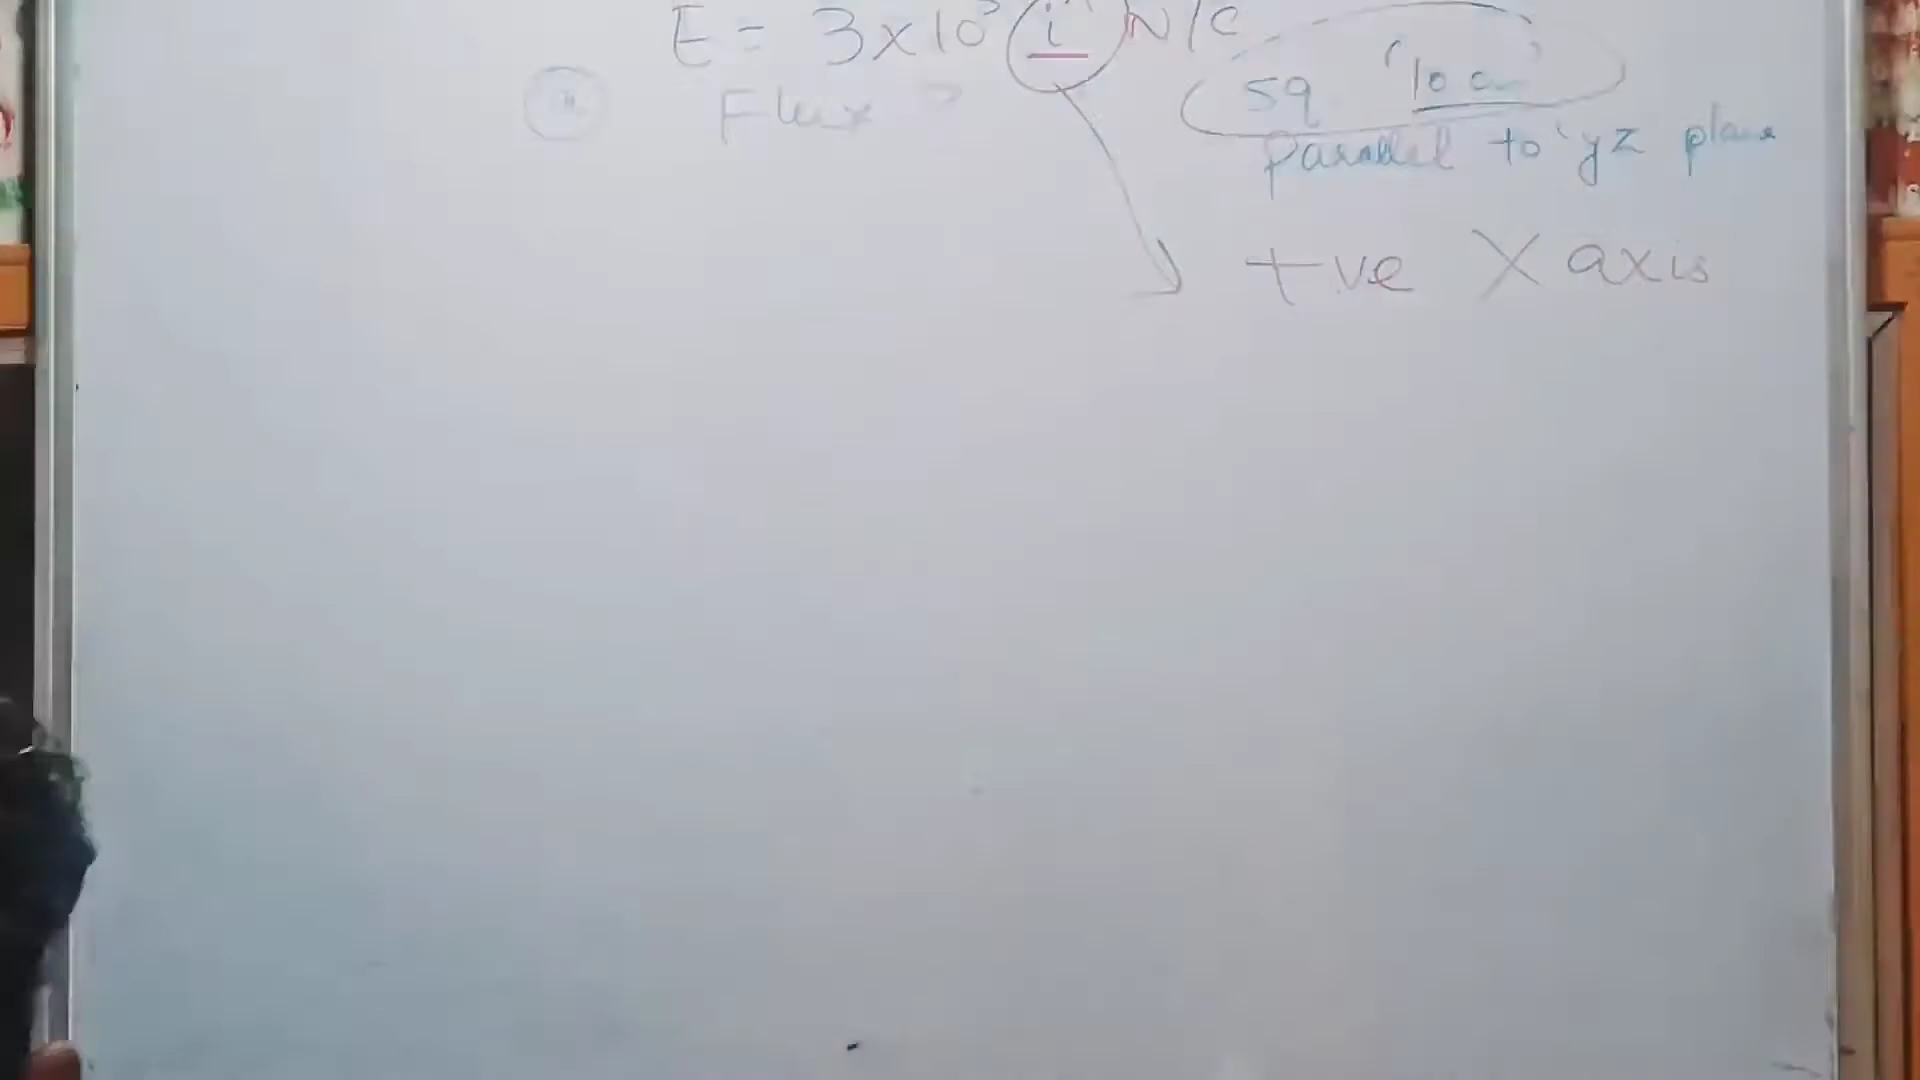 E = 3x10³ î N/C
sq '10 cm'
Flux ?
parallel to yz plane
+ve X axis